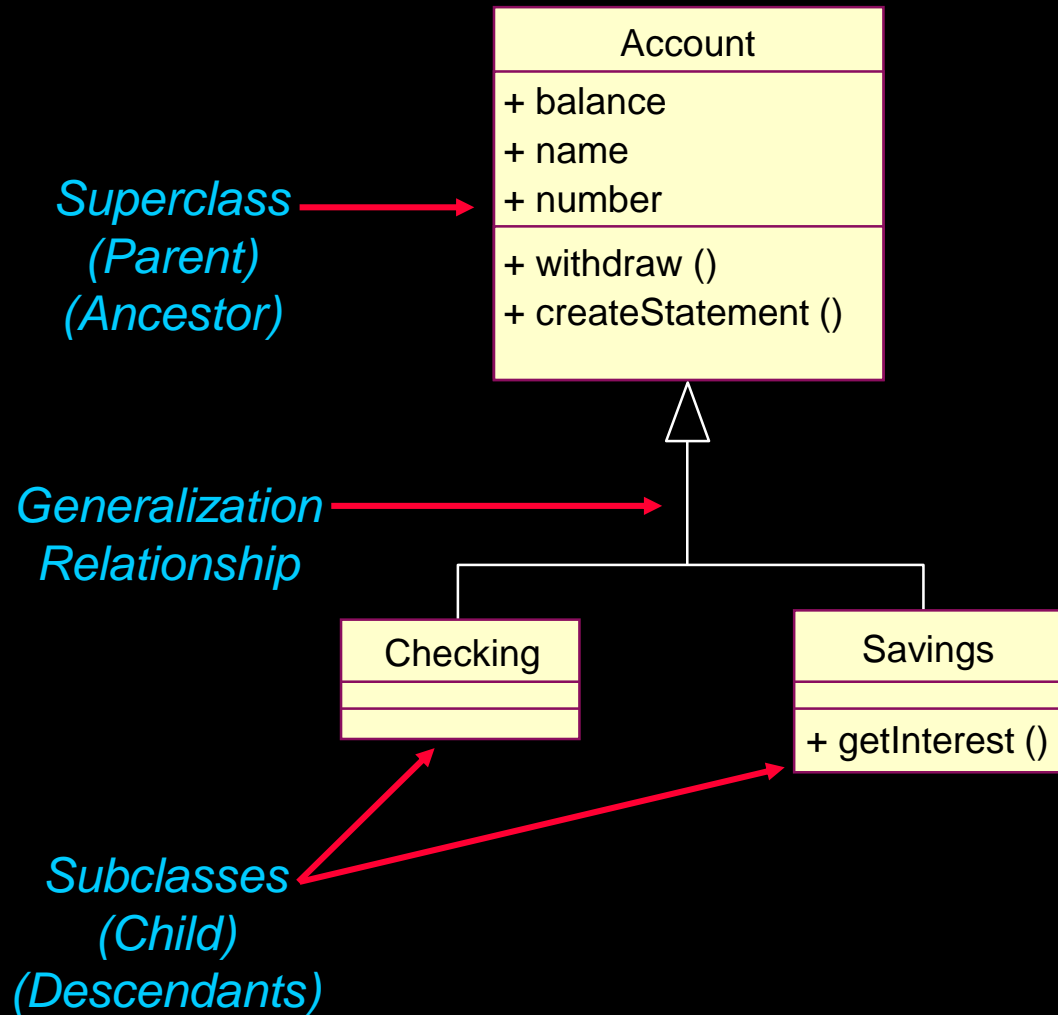 Account
+ balance
+ name
+ number
+ withdraw ()
+ createStatement ()
Superclass
(Parent)
(Ancestor)
Generalization
Relationship
Checking
Savings
+ getInterest ()
Subclasses
(Child)
(Descendants)